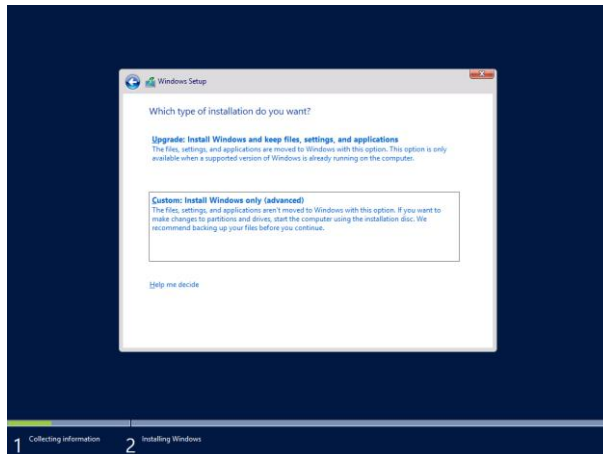 Windows Setup
Which type of installation do you want?
Upgrade: Install Windows and keep files, settings, and applications
The files, settings, and applications are moved to Windows with this option. This option is only
available when a supported version of Windows is already running on the computer.
Custom: Install Windows only (advanced)
The files, settings, and applications aren't moved to Windows with this option. If you want to
make changes to partitions and drives, start the computer using the installation disc. We
recommend backing up your files before you continue.
Help me decide
1 Collecting information 2 Installing Windows